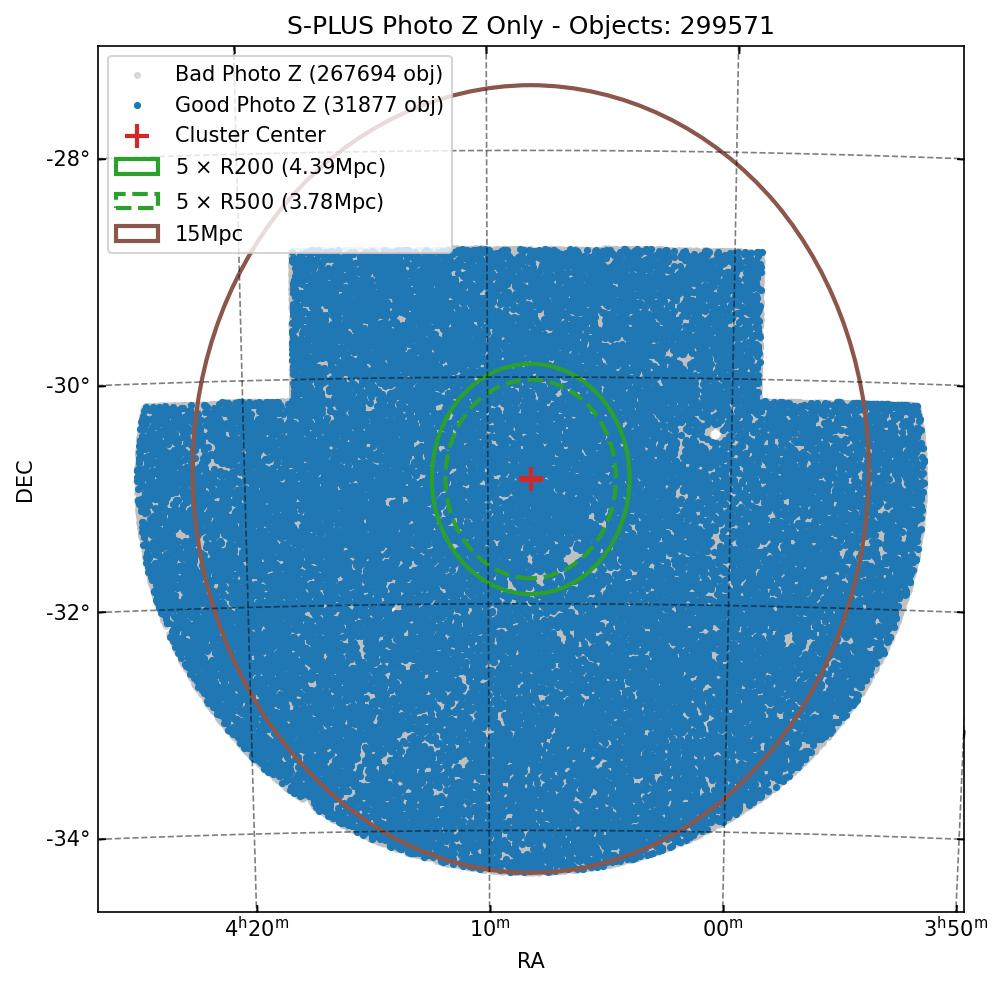 S-PLUS Photo Z Only - Objects: 299571
Bad Photo Z (267694 obj)
Good Photo Z (31877 obj)
Cluster Center
5 × R200 (4.39Mpc)
5 × R500 (3.78Mpc)
15Mpc
-28°
-30°
-32°
-34°
DEC
4h20m 10m 00m 3h50m
RA